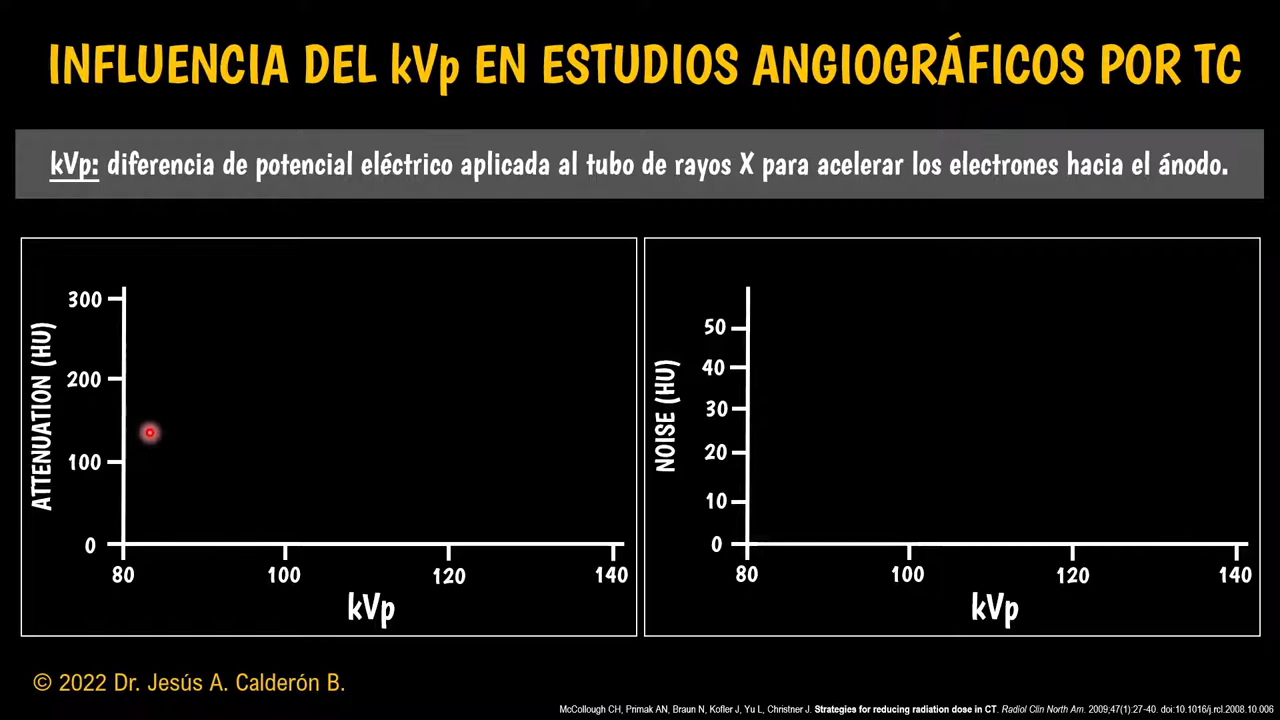 INFLUENCIA DEL kVp EN ESTUDIOS ANGIOGRÁFICOS POR TC
kVp: diferencia de potencial eléctrico aplicada al tubo de rayos X para acelerar los electrones hacia el ánodo.
ATTENUATION (HU)
300
200
100
0
80 100 120 140
kVp
NOISE (HU)
50
40
30
20
10
0
80 100 120 140
kVp
© 2022 Dr. Jesús A. Calderón B.
McCollough CH, Primak AN, Braun N, Kofler J, Yu L, Christner J. Strategies for reducing radiation dose in CT. Radiol Clin North Am. 2009;47(1):27-40. doi:10.1016/j.rcl.2008.10.006